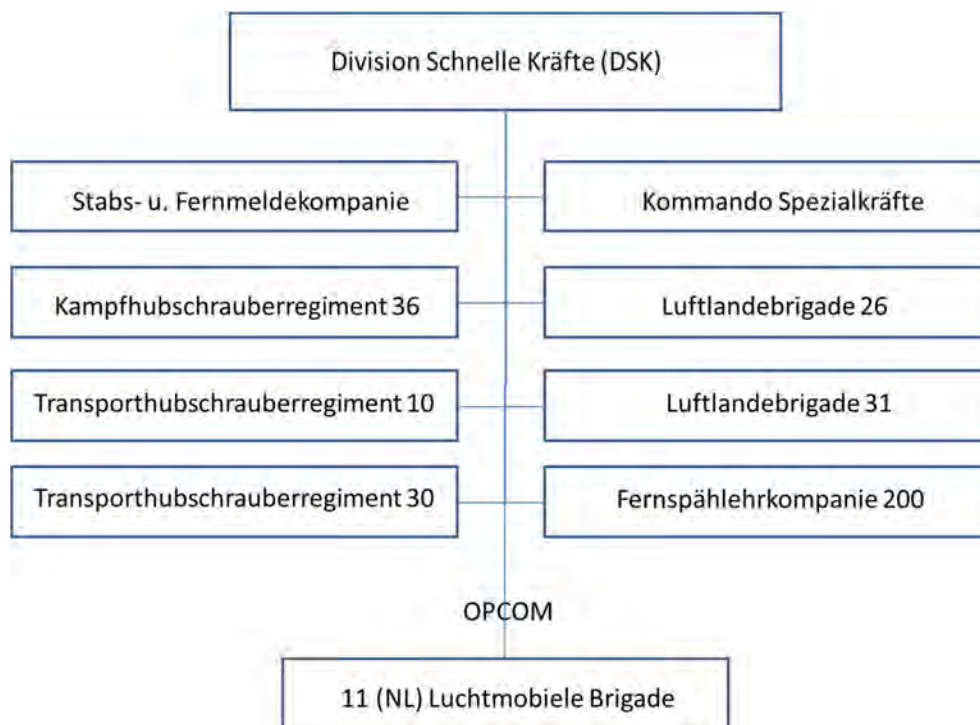 Division Schnelle Kräfte (DSK)
Stabs- u. Fernmeldekompanie
Kommando Spezialkräfte
Kampfhubschrauberregiment 36
Luftlandebrigade 26
Transporthubschrauberregiment 10
Luftlandebrigade 31
Transporthubschrauberregiment 30
Fernspählehrkompanie 200
OPCOM
11 (NL) Luchtmobiele Brigade